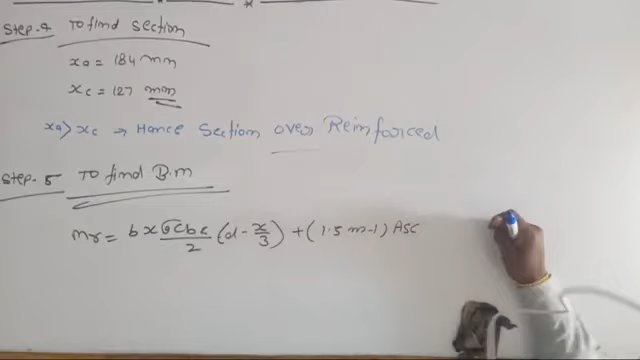 Step.4 To find section
xa = 184 mm
xc = 127 mm
xa > xc → Hance section over Reinforced
Step.5 To find B.m
Mr = b x σcbc/2 (d - x/3) + (1.5 m-1) ASC